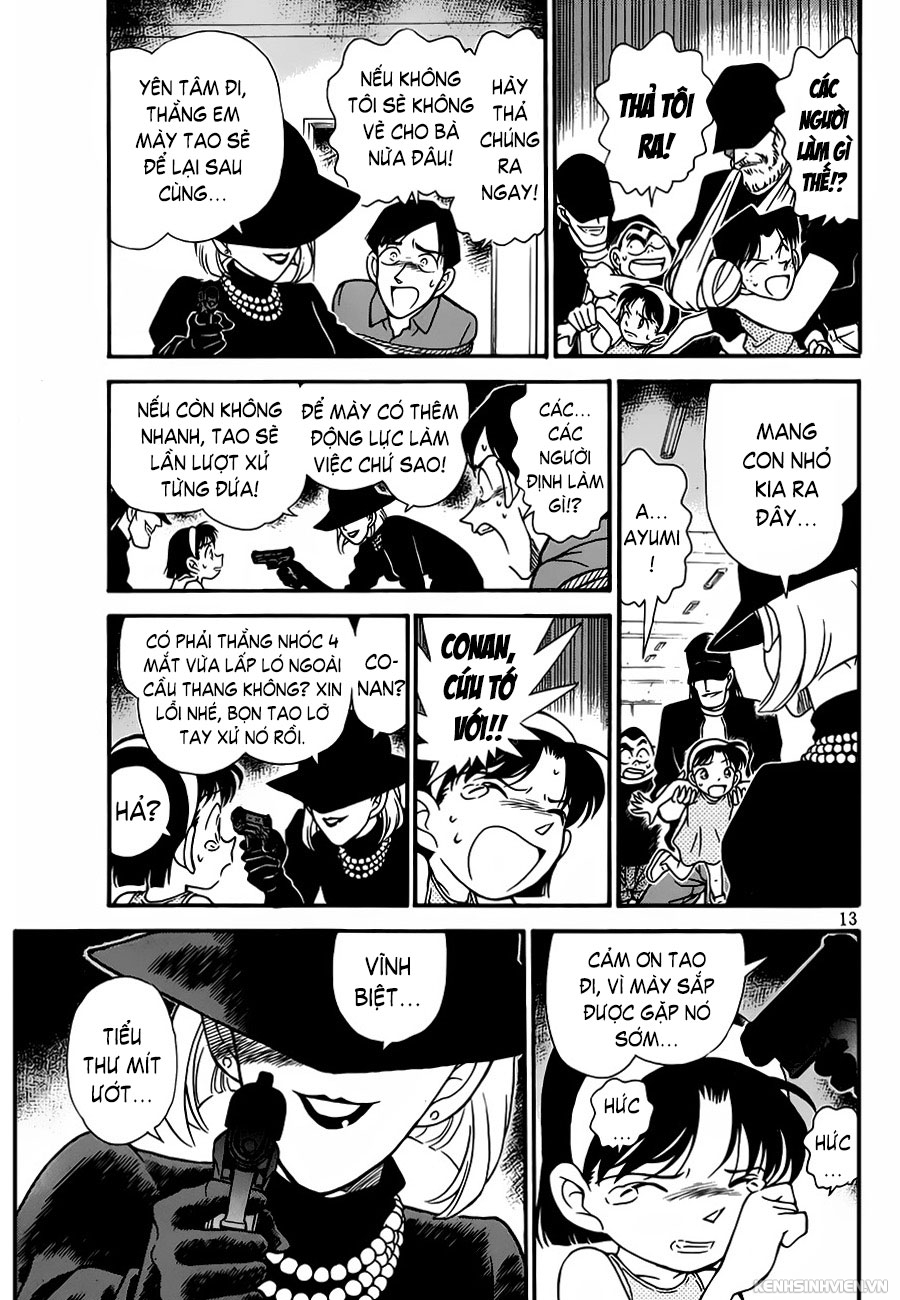 CÁC
NGƯỜI
LÀM GÌ
THẾ!?
THẢ TÔI
RA!
HÃY
THẢ
CHÚNG
RA
NGAY!
NẾU KHÔNG
TÔI SẼ KHÔNG
VẼ CHO BÀ
NỮA ĐÂU!
YÊN TÂM ĐI,
THẰNG EM
MÀY TAO SẼ
ĐỂ LẠI SAU
CÙNG...
MANG
CON NHỎ
KIA RA
ĐÂY...
A...
AYUMI
!
CÁC...
CÁC
NGƯỜI
ĐỊNH LÀM
GÌ!?
ĐỂ MÀY CÓ THÊM
ĐỘNG LỰC LÀM
VIỆC CHỨ SAO!
NẾU CÒN KHÔNG
NHANH, TAO SẼ
LẦN LƯỢT XỬ
TỪNG ĐỨA!
CONAN,
CỨU TỚ
VỚI!!
CO-
NAN?
CÓ PHẢI THẰNG NHÓC 4
MẮT VỪA LẤP LÓ NGOÀI
CẦU THANG KHÔNG? XIN
LỖI NHÉ, BỌN TAO LỠ
TAY XỬ NÓ RỒI.
HẢ?
13
CẢM ƠN TAO
ĐI, VÌ MÀY SẮP
ĐƯỢC GẶP NÓ
SỚM...
HỨC
...
HỨC
...
VĨNH
BIỆT...
TIỂU
THƯ MÍT
ƯỚT...
KENHSINHVIEN.VN